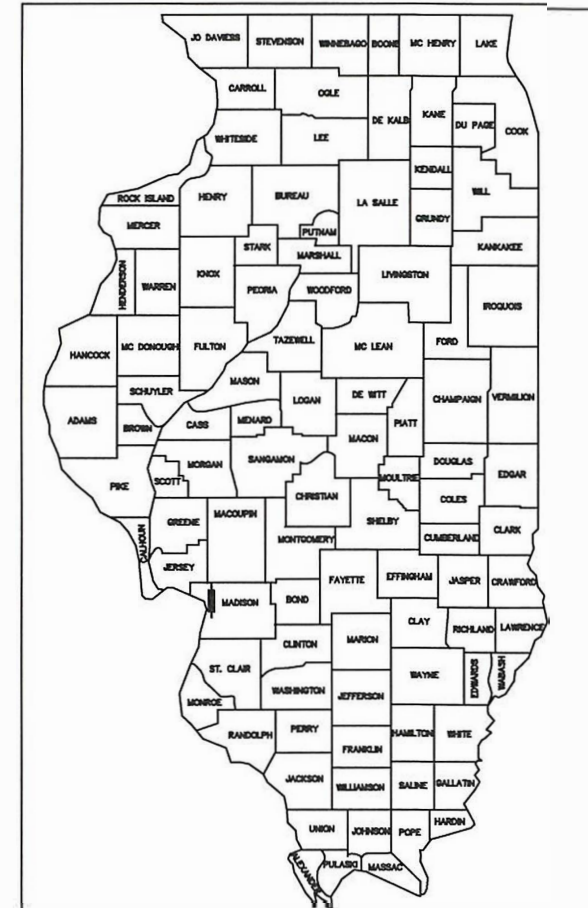 JO DAVIESS STEVENSON WINNEBAGO BOONE MC HENRY LAKE
CARROLL OGLE DE KALB KANE DU PAGE COOK
WHITESIDE LEE
KENDALL
ROCK ISLAND HENRY BUREAU LA SALLE WILL
MERCER PUTNAM GRUNDY
STARK MARSHALL KANKAKEE
HENDERSON WARREN KNOX PEORIA WOODFORD LIVINGSTON
IROQUOIS
HANCOCK MC DONOUGH FULTON TAZEWELL MC LEAN FORD
SCHUYLER MASON LOGAN DE WITT CHAMPAIGN VERMILION
ADAMS BROWN CASS MENARD PIATT
MACON
MORGAN SANGAMON DOUGLAS
PIKE SCOTT MOULTRIE EDGAR
CHRISTIAN COLES
GREENE MACOUPIN SHELBY
CALHOUN MONTGOMERY CUMBERLAND CLARK
JERSEY FAYETTE EFFINGHAM JASPER CRAWFORD
MADISON BOND
CLAY RICHLAND LAWRENCE
CLINTON MARION
ST. CLAIR WAYNE EDWARDS WABASH
WASHINGTON JEFFERSON
MONROE
RANDOLPH PERRY HAMILTON WHITE
FRANKLIN
JACKSON WILLIAMSON SALINE GALLATIN
UNION JOHNSON POPE HARDIN
ALEXANDER PULASKI MASSAC